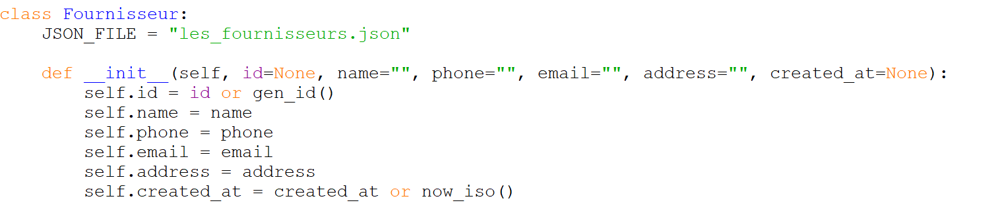 class Fournisseur:
    JSON_FILE = "les_fournisseurs.json"

    def __init__(self, id=None, name="", phone="", email="", address="", created_at=None):
        self.id = id or gen_id()
        self.name = name
        self.phone = phone
        self.email = email
        self.address = address
        self.created_at = created_at or now_iso()